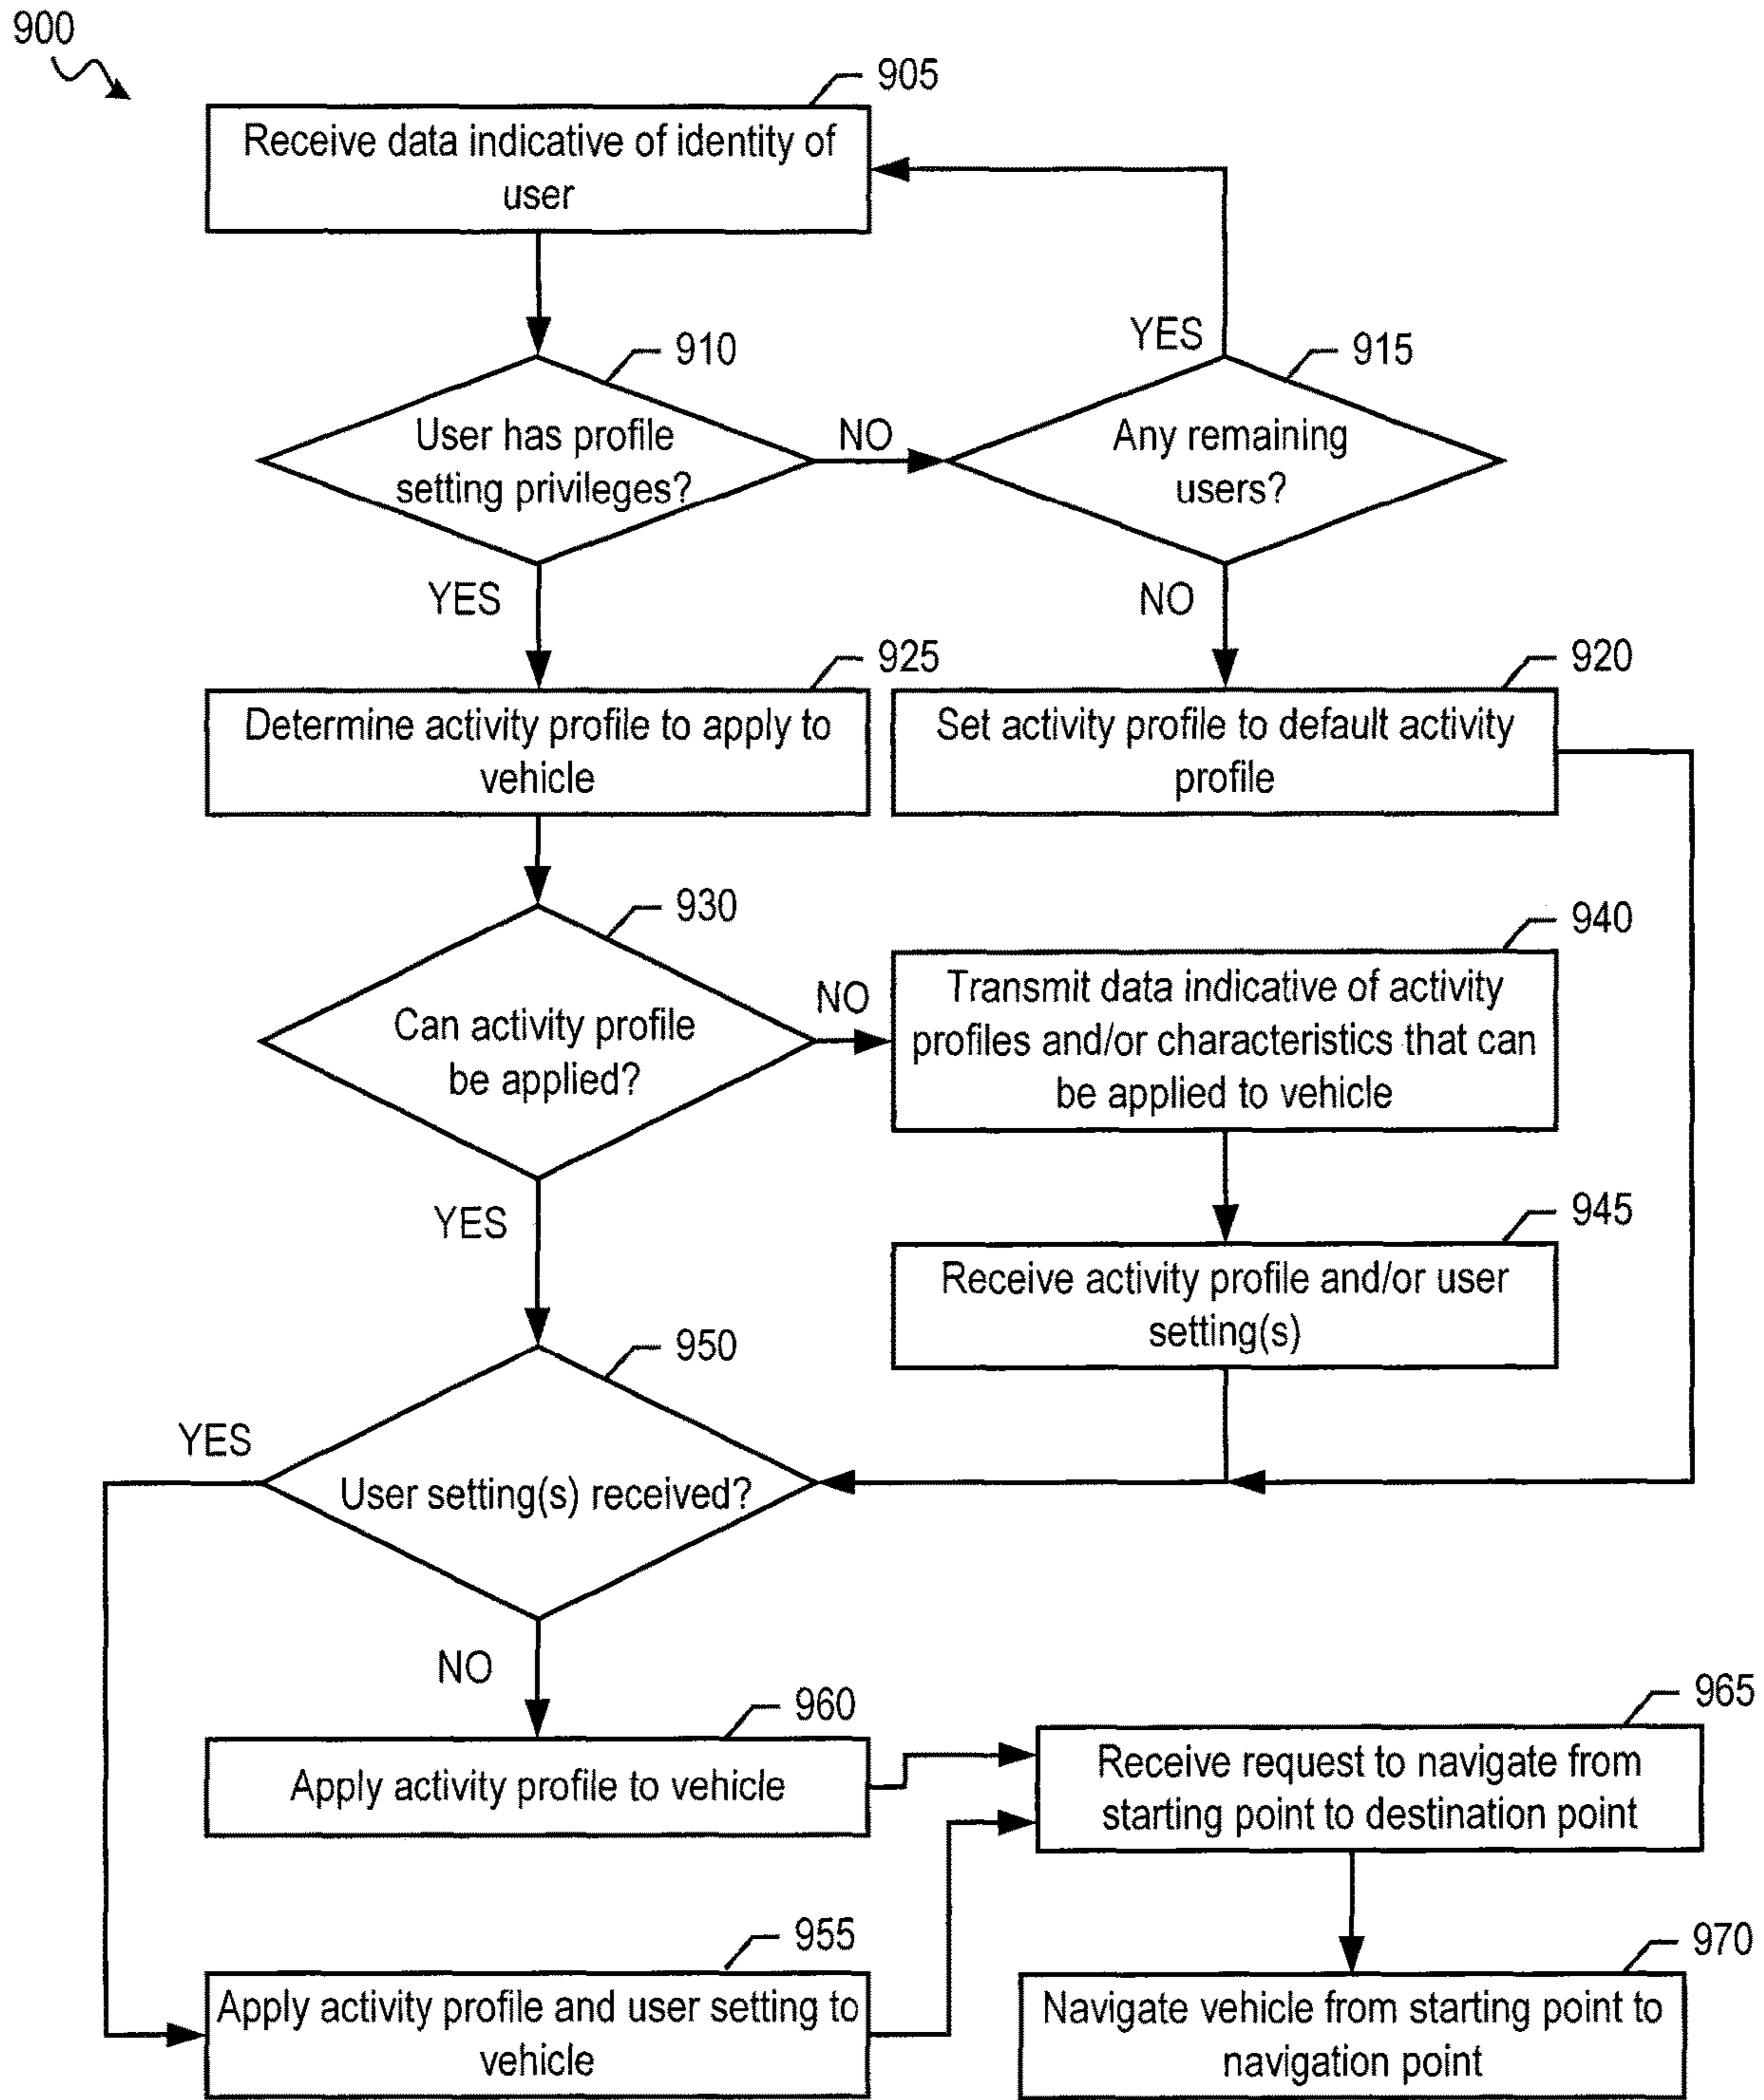 900
905
Receive data indicative of identity of
user
910
User has profile
setting privileges?
NO
YES
915
Any remaining
users?
YES
NO
925
Determine activity profile to apply to
vehicle
920
Set activity profile to default activity
profile
930
Can activity profile
be applied?
NO
940
Transmit data indicative of activity
profiles and/or characteristics that can
be applied to vehicle
YES
945
Receive activity profile and/or user
setting(s)
950
YES
User setting(s) received?
NO
960
Apply activity profile to vehicle
965
Receive request to navigate from
starting point to destination point
955
Apply activity profile and user setting to
vehicle
970
Navigate vehicle from starting point to
navigation point